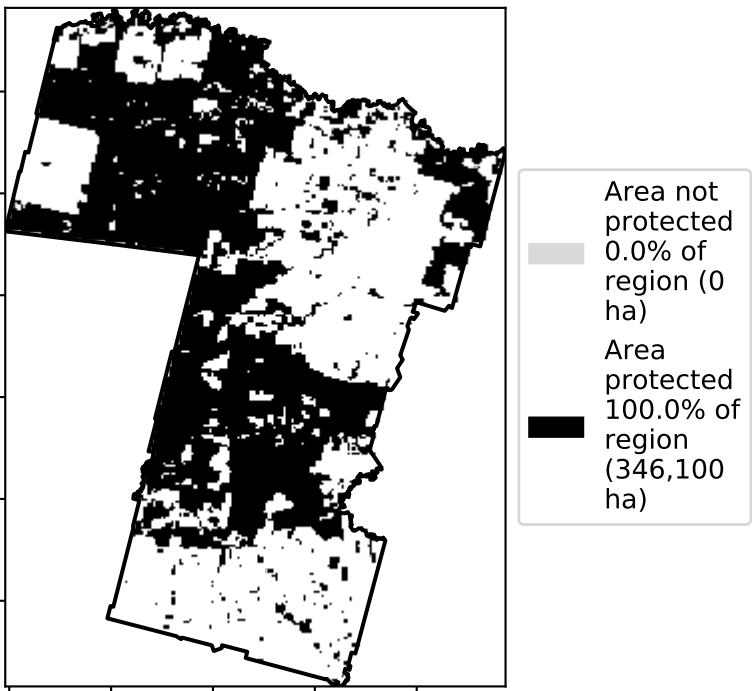 Area not
protected
0.0% of
region (0
ha)
Area
protected
100.0% of
region
(346,100
ha)